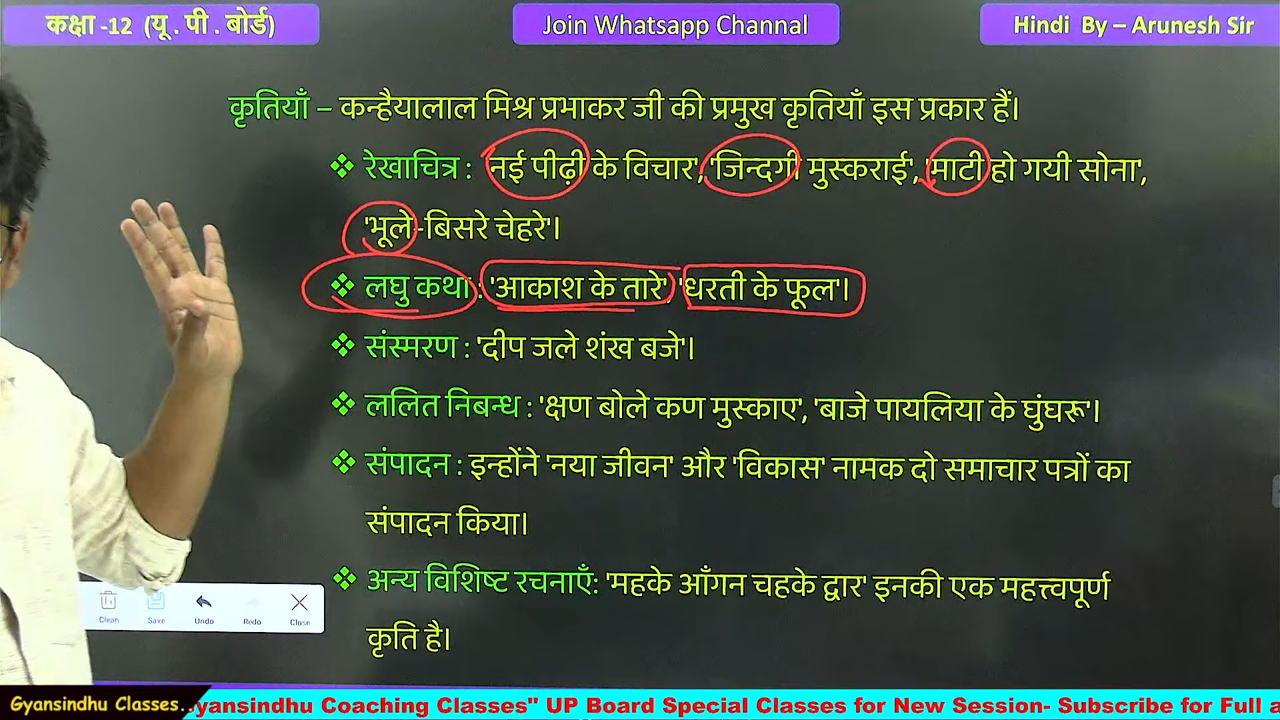 कक्षा -12 (यू . पी . बोर्ड)
Join Whatsapp Channal
Hindi By – Arunesh Sir
कृतियाँ – कन्हैयालाल मिश्र प्रभाकर जी की प्रमुख कृतियाँ इस प्रकार हैं।
❖ रेखाचित्र : 'नई पीढ़ी के विचार', 'जिन्दगी मुस्कराई', 'माटी हो गयी सोना',
'भूले-बिसरे चेहरे'।
❖ लघु कथा : 'आकाश के तारे', 'धरती के फूल'।
❖ संस्मरण : 'दीप जले शंख बजे'।
❖ ललित निबन्ध : 'क्षण बोले कण मुस्काए', 'बाजे पायलिया के घुंघरू'।
❖ संपादन : इन्होंने 'नया जीवन' और 'विकास' नामक दो समाचार पत्रों का
संपादन किया।
❖ अन्य विशिष्ट रचनाएँ: 'महके आँगन चहके द्वार' इनकी एक महत्त्वपूर्ण
कृति है।
Clean Save Undo Redo Close
Gyansindhu Classes..
yansindhu Coaching Classes" UP Board Special Classes for New Session- Subscribe for Full